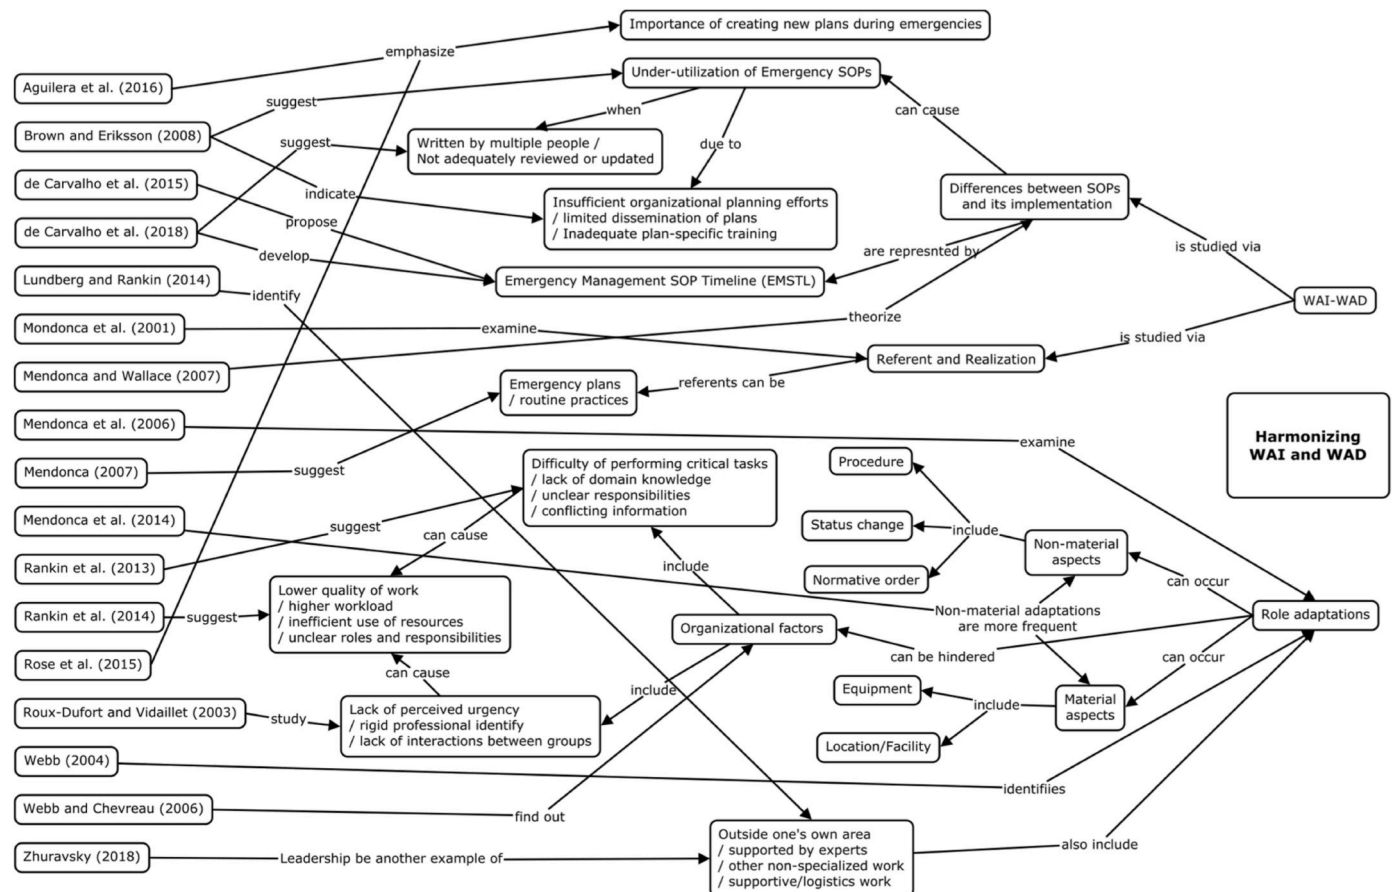 Importance of creating new plans during emergencies
emphasize
Aguilera et al. (2016)
Under-utilization of Emergency SOPs
suggest
can cause
when
Brown and Eriksson (2008)
suggest
Written by multiple people /
Not adequately reviewed or updated
due to
de Carvalho et al. (2015)
indicate
Insufficient organizational planning efforts
/ limited dissemination of plans
/ Inadequate plan-specific training
Differences between SOPs
and its implementation
propose
de Carvalho et al. (2018)
is studied via
are represnted by
develop
Lundberg and Rankin (2014)
Emergency Management SOP Timeline (EMSTL)
identify
WAI-WAD
theorize
Mondonca et al. (2001)
examine
is studied via
Referent and Realization
Mendonca and Wallace (2007)
Emergency plans
/ routine practices
referents can be
Mendonca et al. (2006)
examine
Harmonizing
WAI and WAD
Mendonca (2007)
suggest
Difficulty of performing critical tasks
/ lack of domain knowledge
/ unclear responsibilities
/ conflicting information
Procedure
Mendonca et al. (2014)
suggest
can cause
Status change
include
Non-material
aspects
Rankin et al. (2013)
include
Normative order
can occur
Lower quality of work
/ higher workload
/ inefficient use of resources
/ unclear roles and responsibilities
Rankin et al. (2014)
suggest
Organizational factors
Non-material adaptations
are more frequent
Role adaptations
can be hindered
can occur
Rose et al. (2015)
can cause
include
Equipment
include
Material
aspects
Roux-Dufort and Vidaillet (2003)
study
Lack of perceived urgency
/ rigid professional identify
/ lack of interactions between groups
Location/Facility
Webb (2004)
identifiies
Webb and Chevreau (2006)
find out
Zhuravsky (2018)
Leadership be another example of
Outside one's own area
/ supported by experts
/ other non-specialized work
/ supportive/logistics work
also include